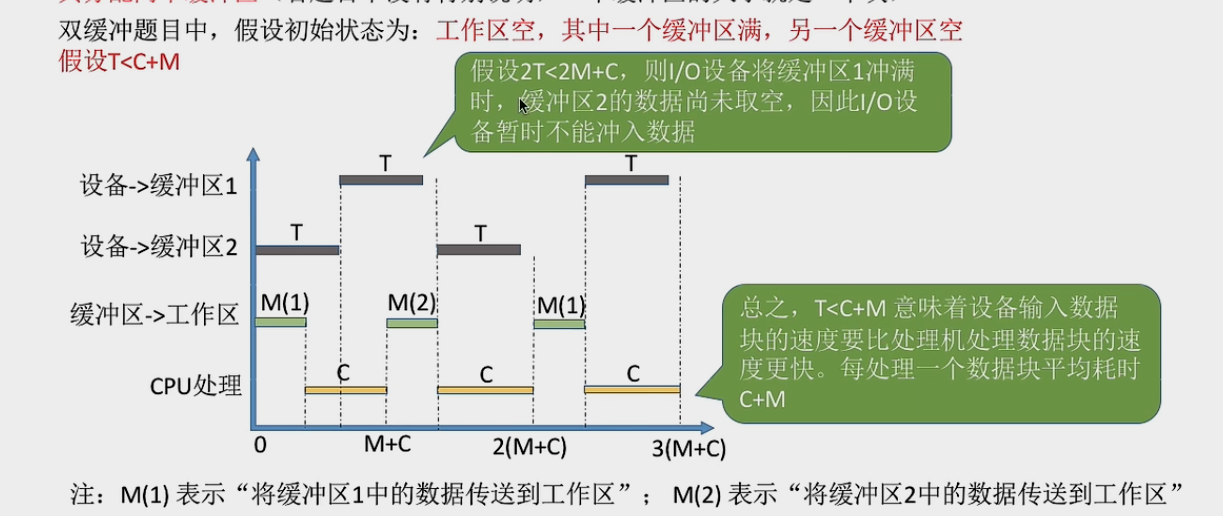 双缓冲题目中，假设初始状态为：工作区空，其中一个缓冲区满，另一个缓冲区空
假设T<C+M
假设2T<2M+C，则I/O设备将缓冲区1冲满
时，缓冲区2的数据尚未取空，因此I/O设
备暂时不能冲入数据
T
T
设备->缓冲区1
T
T
设备->缓冲区2
M(1)
M(2)
M(1)
缓冲区->工作区
总之，T<C+M 意味着设备输入数据
块的速度要比处理机处理数据块的速
度更快。每处理一个数据块平均耗时
C+M
C
C
C
CPU处理
0
M+C
2(M+C)
3(M+C)
注：M(1) 表示“将缓冲区1中的数据传送到工作区”； M(2) 表示“将缓冲区2中的数据传送到工作区”